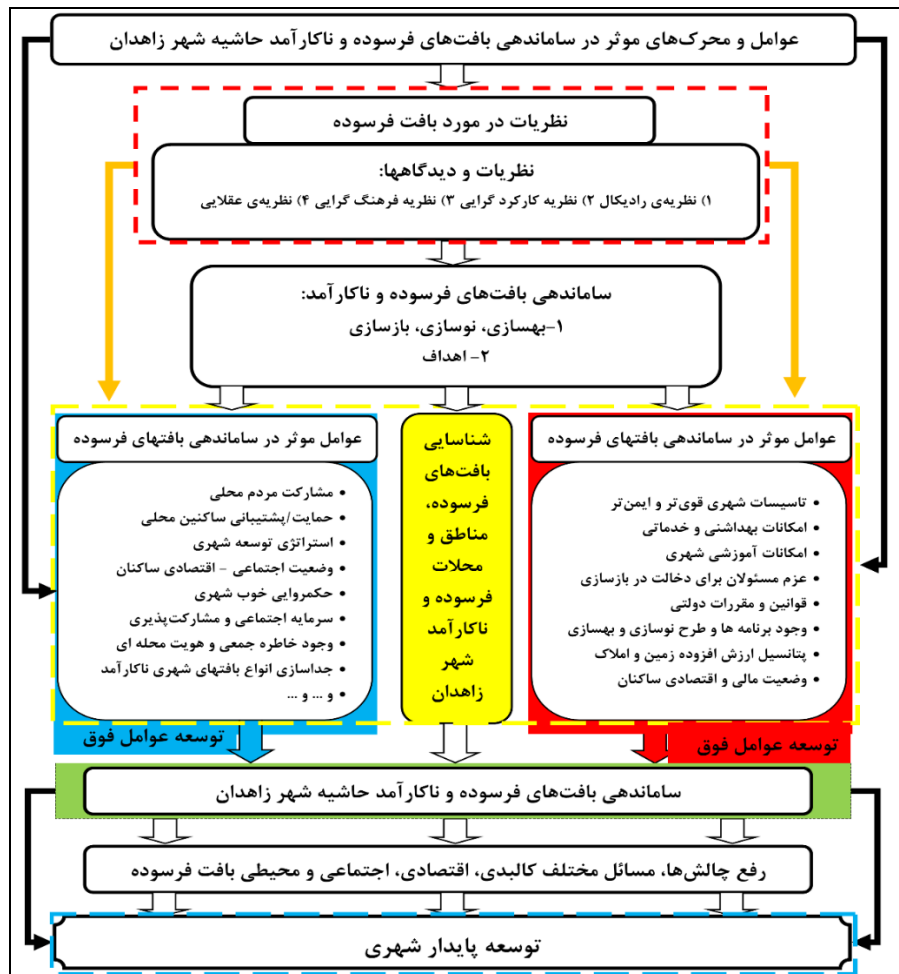 عوامل و محرک‌های موثر در ساماندهی بافت‌های فرسوده و ناکارآمد حاشیه شهر زاهدان
نظریات در مورد بافت فرسوده
نظریات و دیدگاهها:
۱) نظریه‌ی رادیکال ۲) نظریه کارکرد گرایی ۳) نظریه فرهنگ گرایی ۴) نظریه‌ی عقلایی
ساماندهی بافت‌های فرسوده و ناکارآمد:
۱-بهسازی، نوسازی، بازسازی
۲- اهداف
عوامل موثر در ساماندهی بافتهای فرسوده
• تاسیسات شهری قوی‌تر و ایمن‌تر
• امکانات بهداشتی و خدماتی
• امکانات آموزشی شهری
• عزم مسئولان برای دخالت در بازسازی
• قوانین و مقررات دولتی
• وجود برنامه ها و طرح نوسازی و بهسازی
• پتانسیل ارزش افزوده زمین و املاک
• وضعیت مالی و اقتصادی ساکنان
توسعه عوامل فوق
شناسایی
بافت‌های
فرسوده،
مناطق و
محلات
فرسوده و
ناکارآمد
شهر
زاهدان
عوامل موثر در ساماندهی بافتهای فرسوده
• مشارکت مردم محلی
• حمایت/پشتیبانی ساکنین محلی
• استراتژی توسعه شهری
• وضعیت اجتماعی – اقتصادی ساکنان
• حکمروایی خوب شهری
• سرمایه اجتماعی و مشارکت‌پذیری
• وجود خاطره جمعی و هویت محله ای
• جداسازی انواع بافتهای شهری ناکارآمد
• و ... و ...
توسعه عوامل فوق
ساماندهی بافت‌های فرسوده و ناکارآمد حاشیه شهر زاهدان
رفع چالش‌ها، مسائل مختلف کالبدی، اقتصادی، اجتماعی و محیطی بافت فرسوده
توسعه پایدار شهری